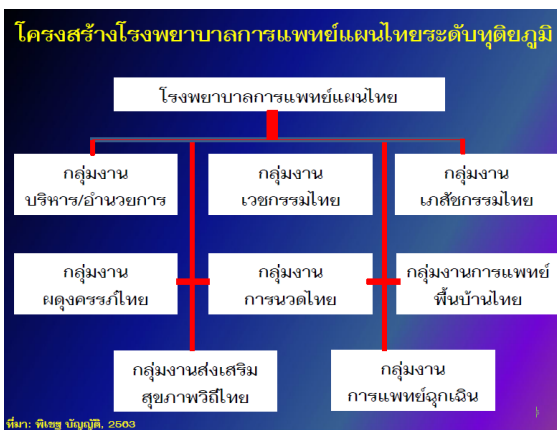 โครงสร้างโรงพยาบาลการแพทย์แผนไทยระดับทุติยภูมิ
โรงพยาบาลการแพทย์แผนไทย
กลุ่มงาน
บริหาร/อำนวยการ
กลุ่มงาน
เวชกรรมไทย
กลุ่มงาน
เภสัชกรรมไทย
กลุ่มงาน
ผดุงครรภ์ไทย
กลุ่มงาน
การนวดไทย
กลุ่มงานการแพทย์
พื้นบ้านไทย
กลุ่มงานส่งเสริม
สุขภาพวิถีไทย
กลุ่มงาน
การแพทย์ฉุกเฉิน
ที่มา: พิเชฐ บัญญัติ, 2503